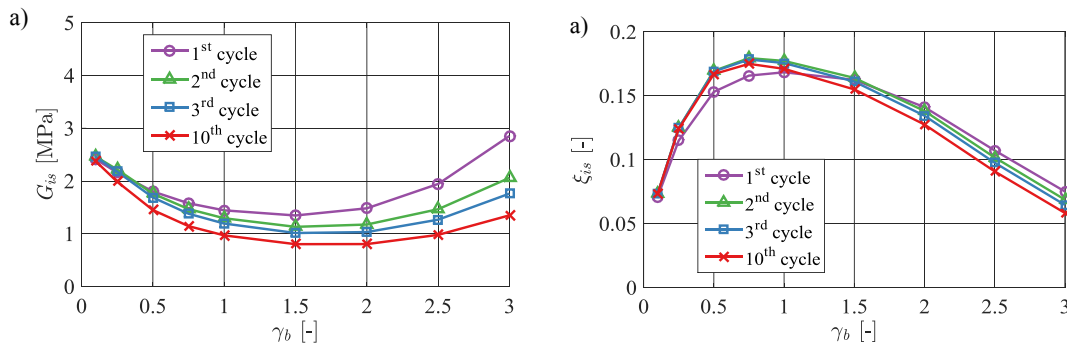 a)
5
4
3
2
1
0
G_is [MPa]
1st cycle
2nd cycle
3rd cycle
10th cycle
0 0.5 1 1.5 2 2.5 3
γ_b [-]
a)
0.2
0.15
0.1
0.05
0
ξ_is [-]
1st cycle
2nd cycle
3rd cycle
10th cycle
0 0.5 1 1.5 2 2.5 3
γ_b [-]